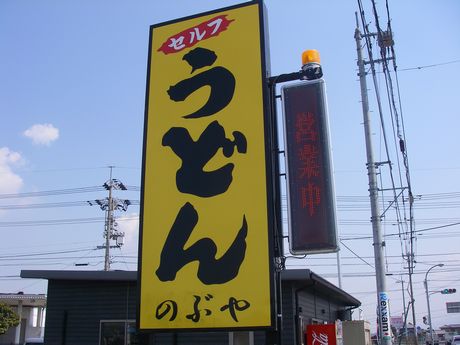 セルフ
うどん
のぶや
営業中